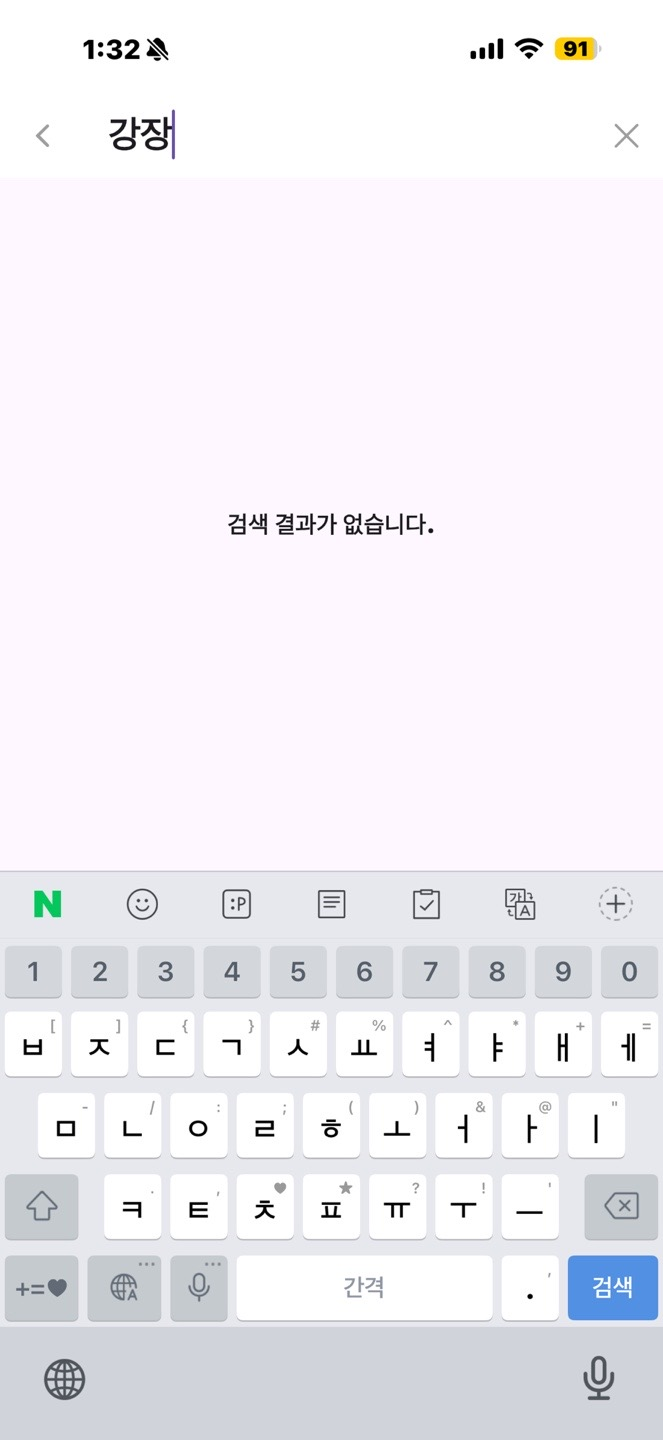 1:32
91
강장
검색 결과가 없습니다.
N :P 가 A
1 2 3 4 5 6 7 8 9 0
[ ] { } # % ^ * + =
ㅂ ㅈ ㄷ ㄱ ㅅ ㅛ ㅕ ㅑ ㅐ ㅔ
- / : ; ( ) & @ "
ㅁ ㄴ ㅇ ㄹ ㅎ ㅗ ㅓ ㅏ ㅣ
. , ♥ ★ ? ! '
ㅋ ㅌ ㅊ ㅍ ㅠ ㅜ ㅡ
+=♥ A 간격 . , 검색